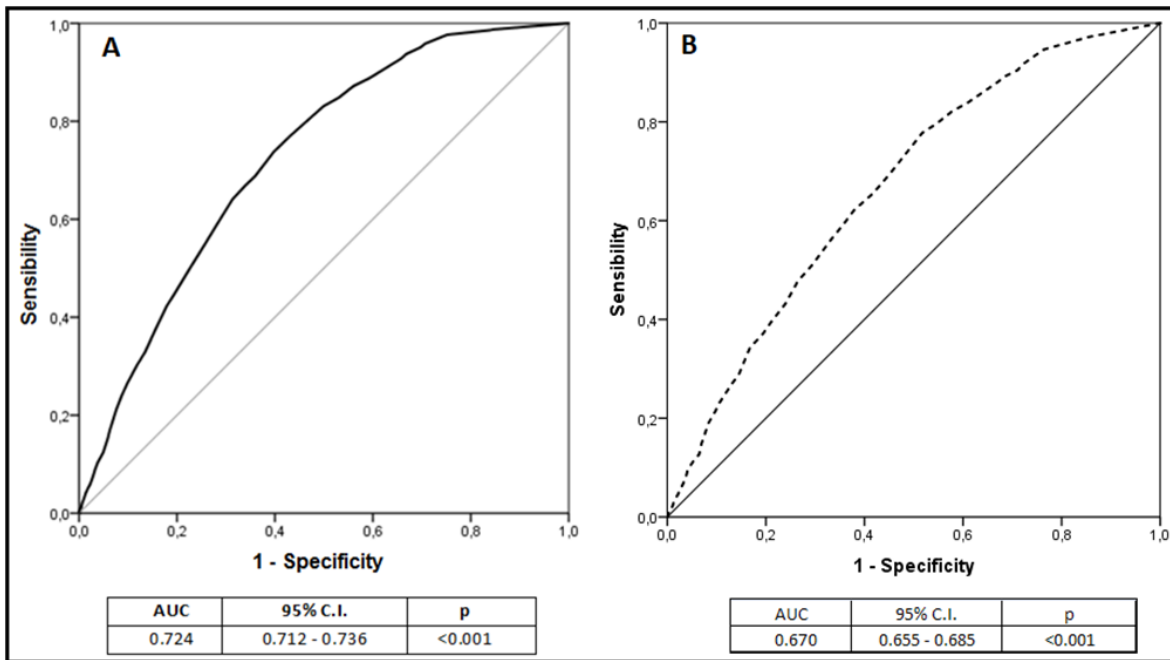 A
Sensibility
1,0
0,8
0,6
0,4
0,2
0,0
0,0 0,2 0,4 0,6 0,8 1,0
1 - Specificity
AUC 95% C.I. p
0.724 0.712 - 0.736 <0.001
B
Sensibility
1,0
0,8
0,6
0,4
0,2
0,0
0,0 0,2 0,4 0,6 0,8 1,0
1 - Specificity
AUC 95% C.I. p
0.670 0.655 - 0.685 <0.001